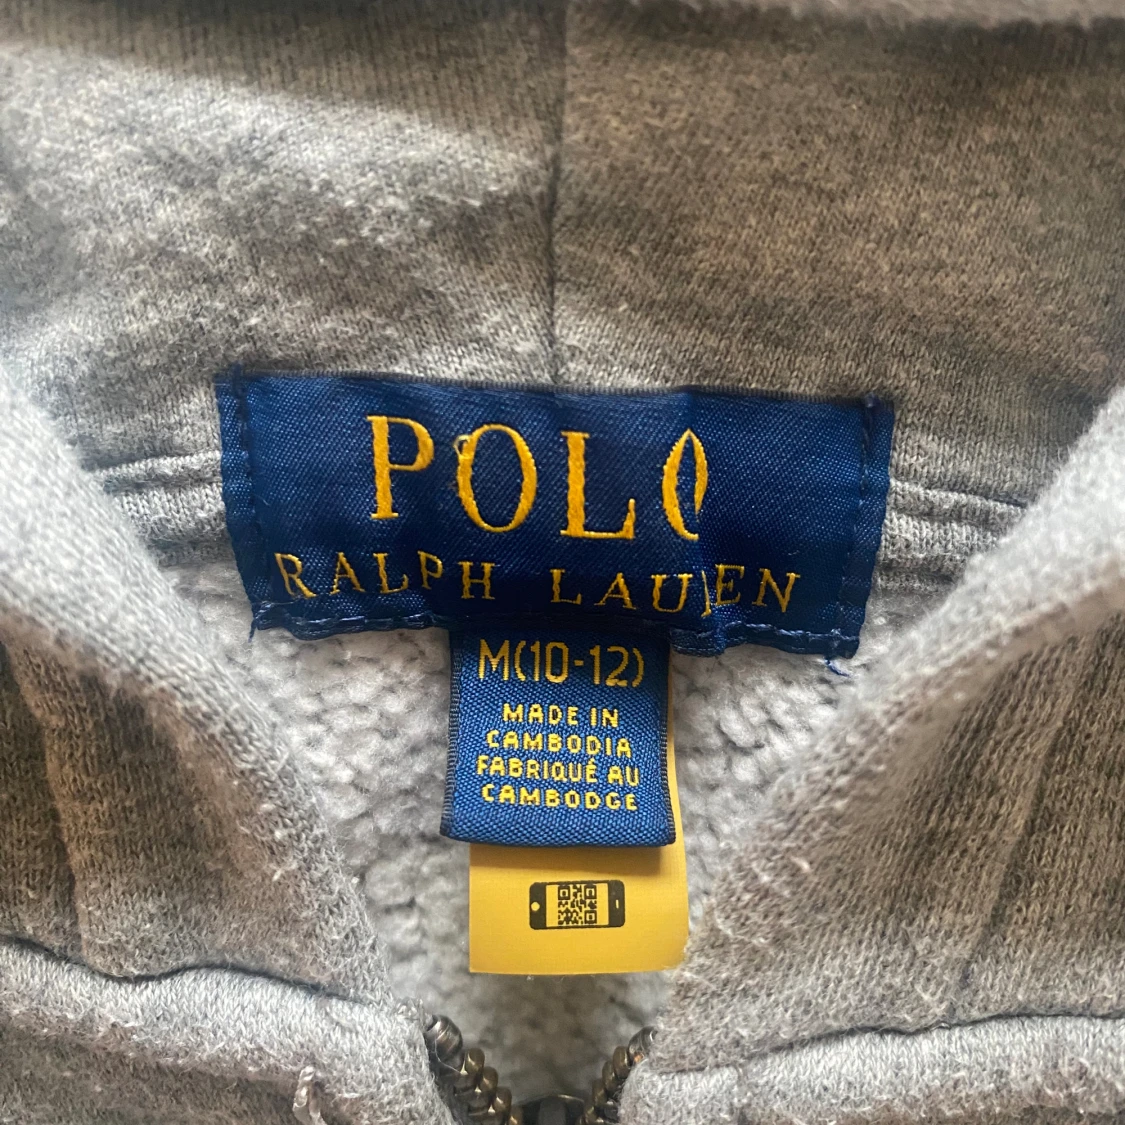 POLO
RALPH LAUREN
M(10-12)
MADE IN
CAMBODIA
FABRIQUÉ AU
CAMBODGE